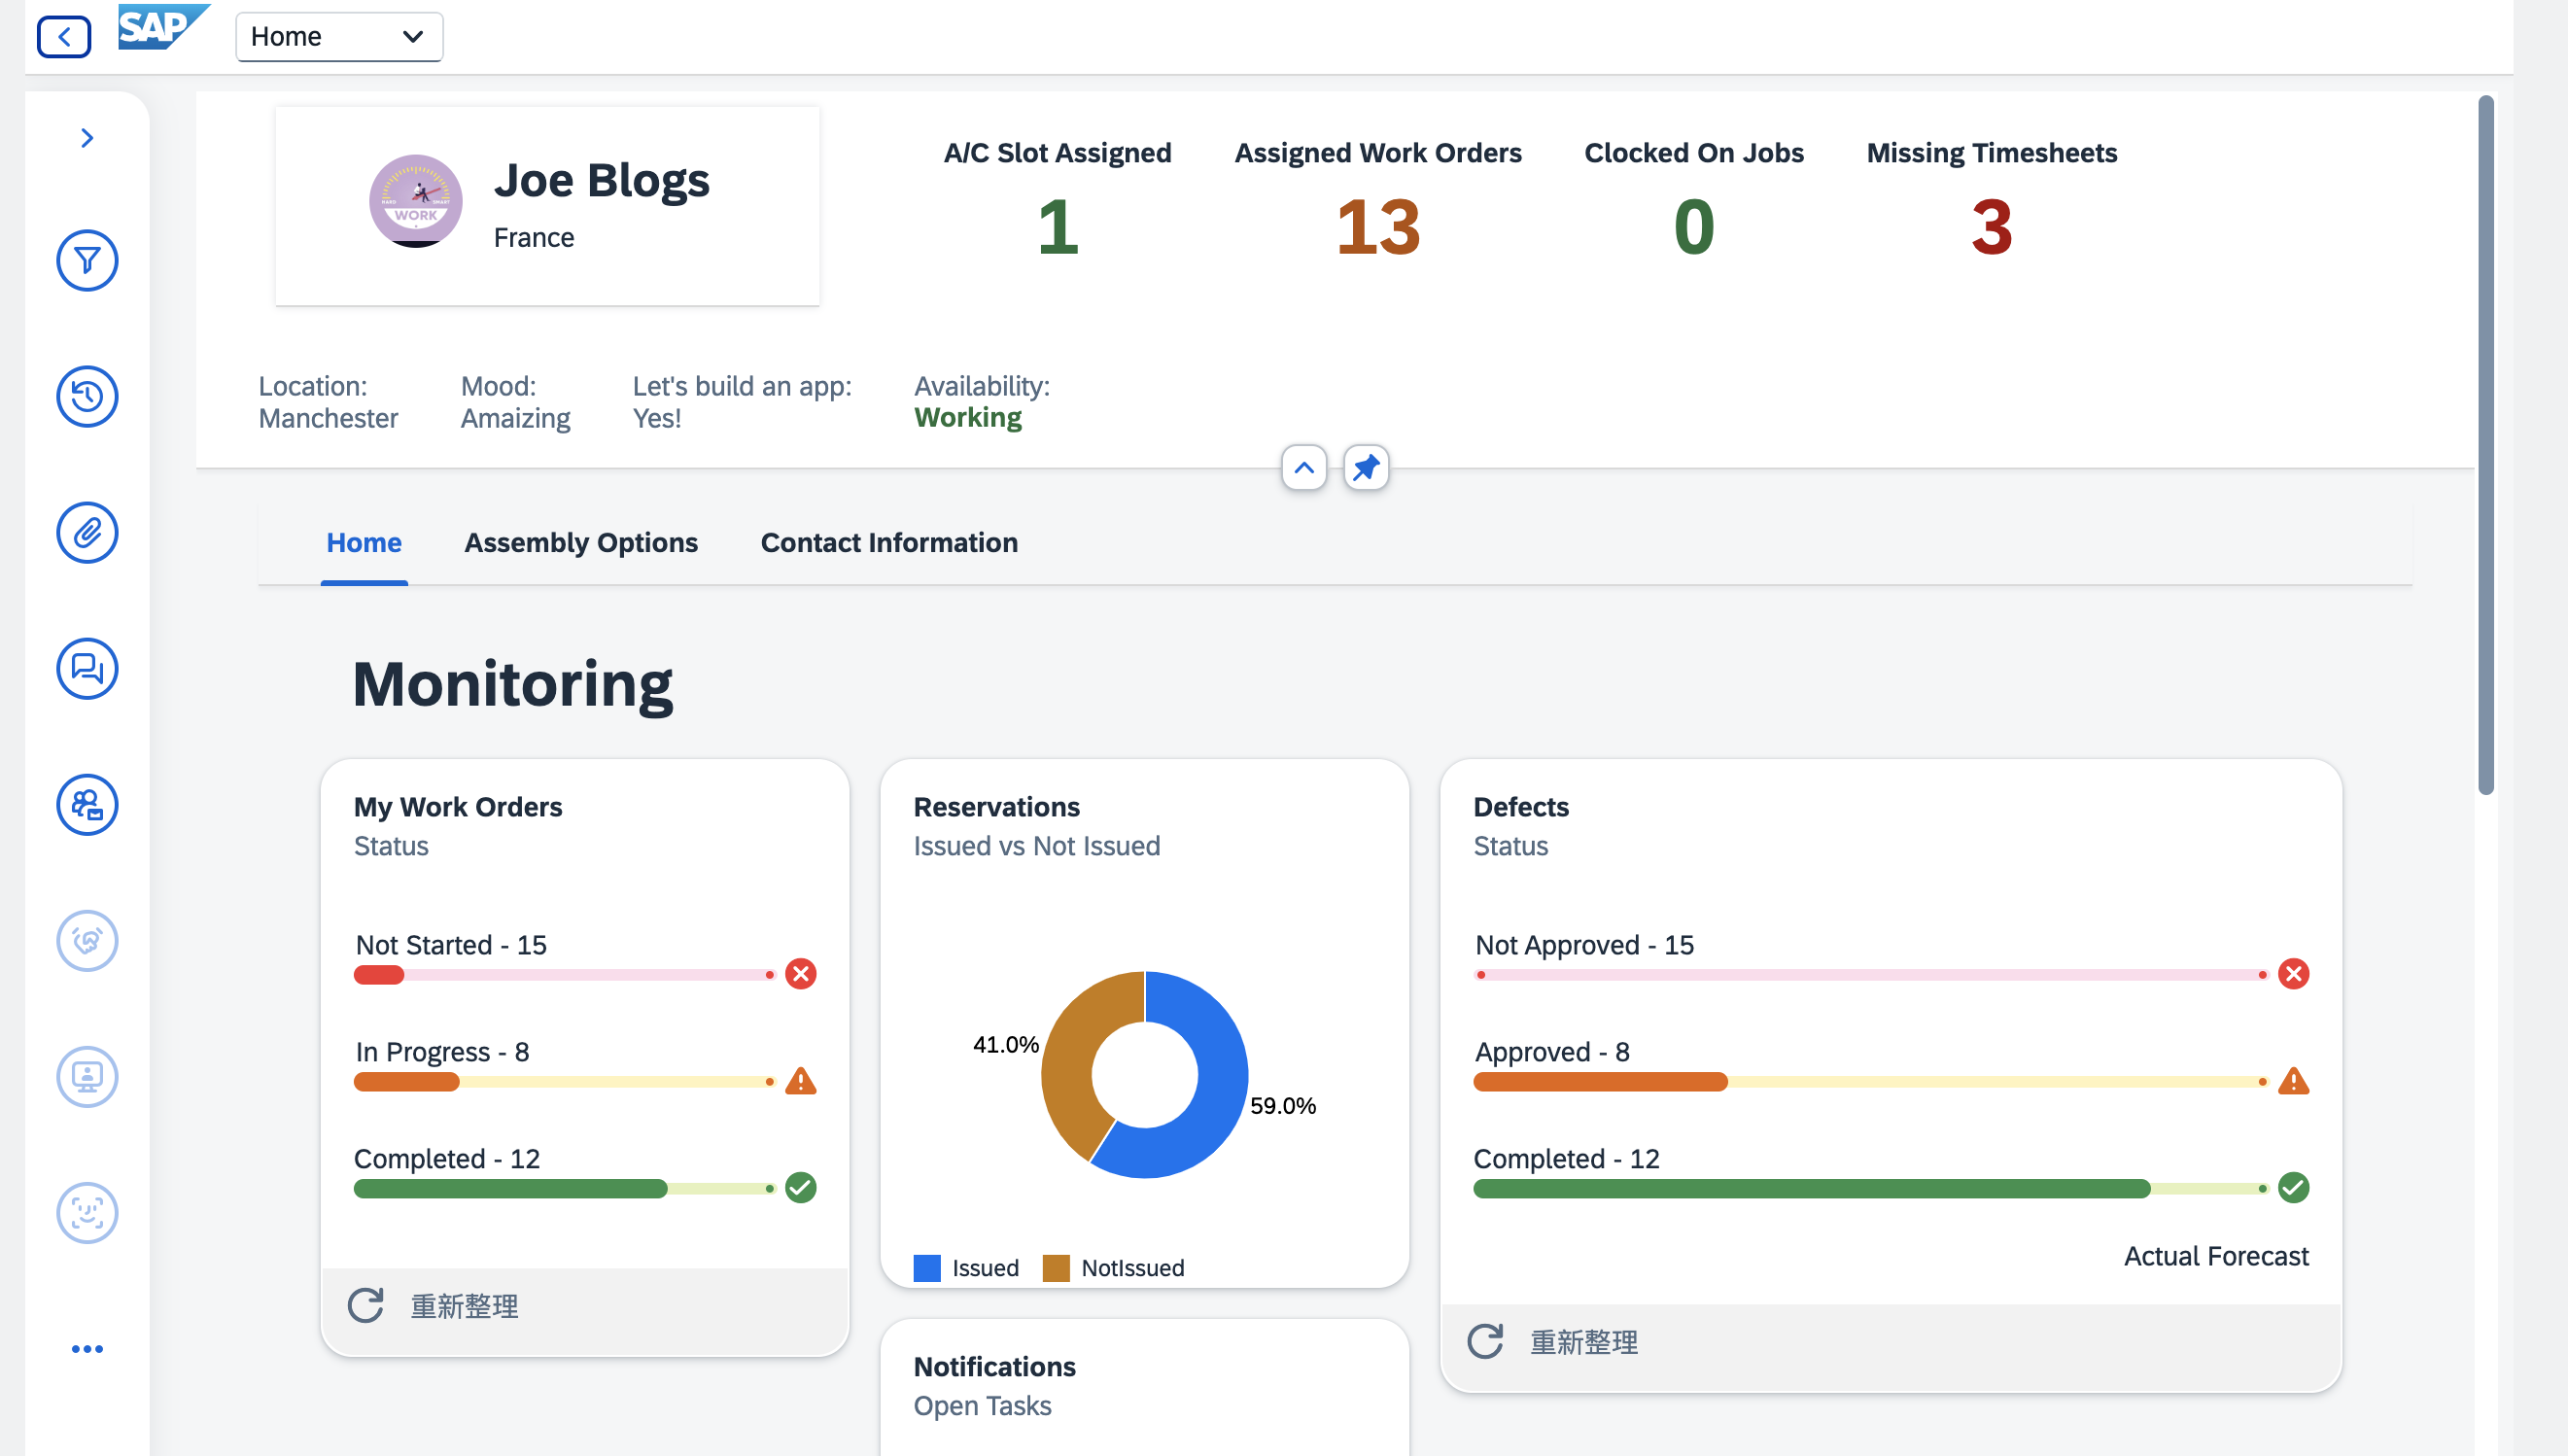 SAP
Home
Joe Blogs
France
HARD
SMART
WORK
A/C Slot Assigned
1
Assigned Work Orders
13
Clocked On Jobs
0
Missing Timesheets
3
Location:
Manchester
Mood:
Amaizing
Let's build an app:
Yes!
Availability:
Working
Home
Assembly Options
Contact Information
Monitoring
My Work Orders
Status
Not Started - 15
In Progress - 8
Completed - 12
重新整理
Reservations
Issued vs Not Issued
41.0%
59.0%
Issued
NotIssued
Notifications
Open Tasks
Defects
Status
Not Approved - 15
Approved - 8
Completed - 12
Actual Forecast
重新整理